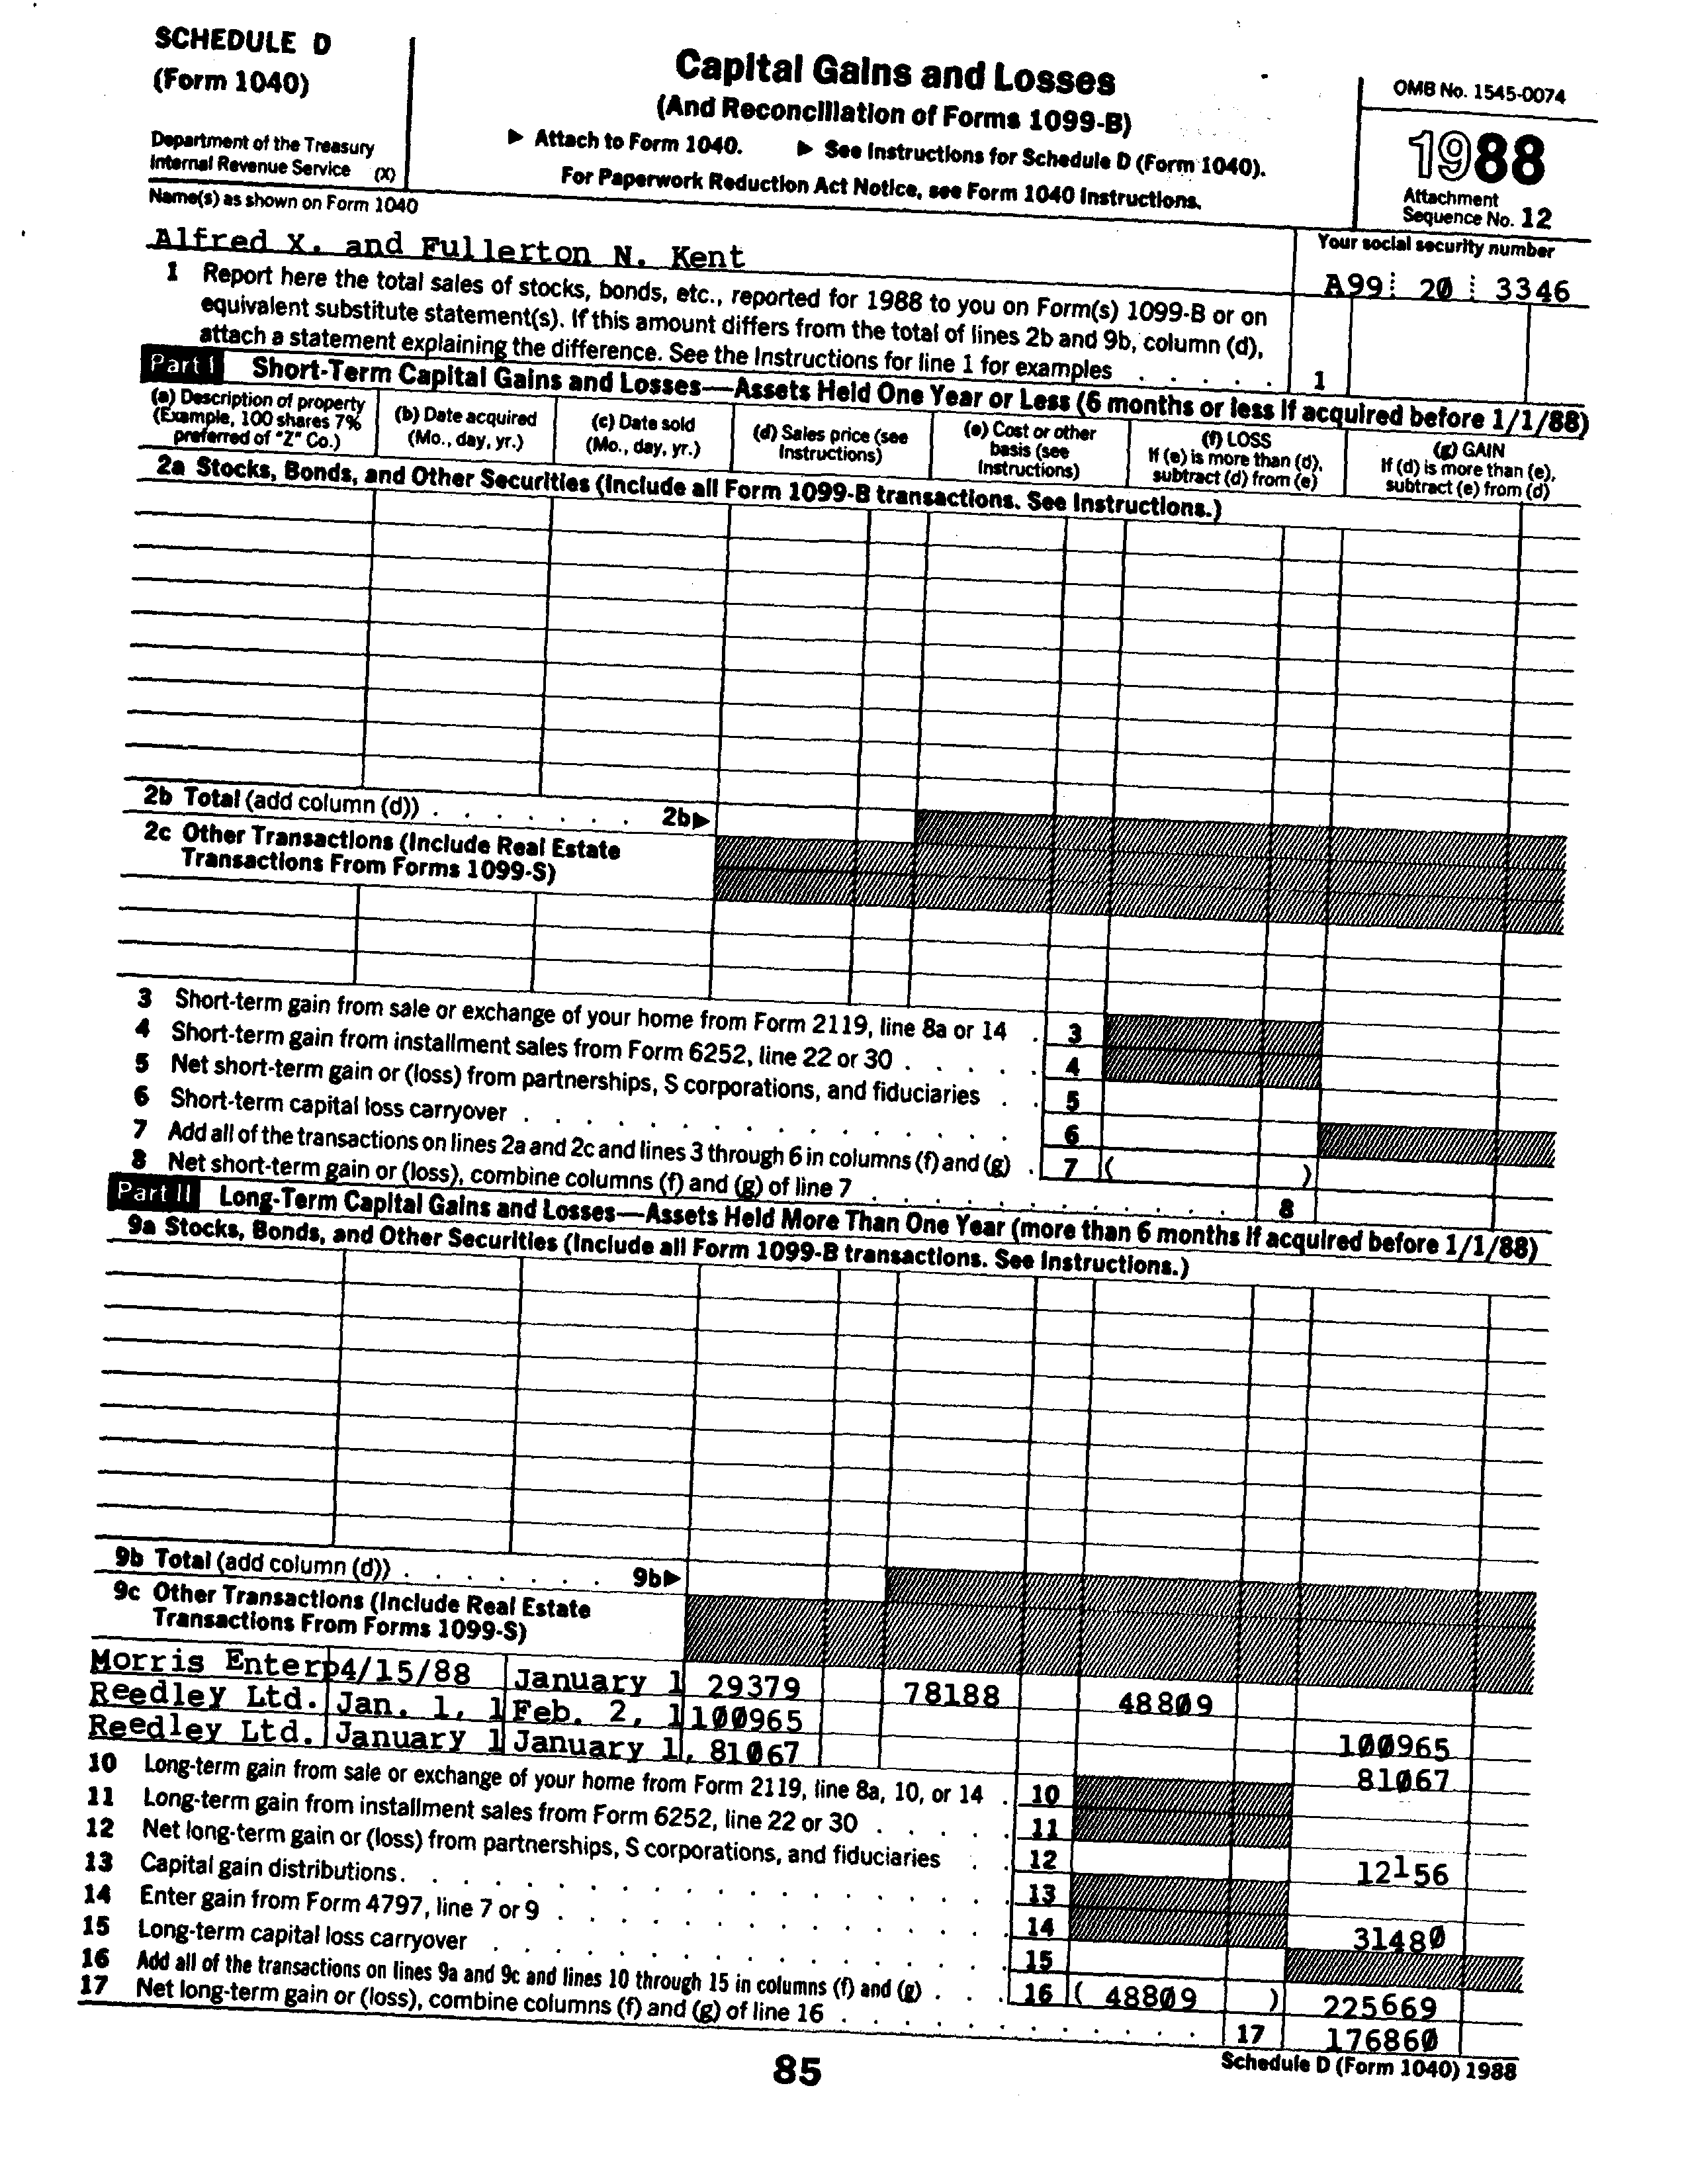 SCHEDULE D
(Form 1040)
Department of the Treasury
Internal Revenue Service (X)
Capital Gains and Losses
(And Reconciliation of Forms 1099-B)
▶ Attach to Form 1040. ▶ See Instructions for Schedule D (Form 1040).
For Paperwork Reduction Act Notice, see Form 1040 Instructions.
OMB No. 1545-0074
1988
Attachment
Sequence No. 12
Name(s) as shown on Form 1040
Alfred X. and Fullerton N. Kent
Your social security number
A99 20 3346
1 Report here the total sales of stocks, bonds, etc., reported for 1988 to you on Form(s) 1099-B or on
equivalent substitute statement(s). If this amount differs from the total of lines 2b and 9b, column (d),
attach a statement explaining the difference. See the Instructions for line 1 for examples . . . . . 1
Part I Short-Term Capital Gains and Losses—Assets Held One Year or Less (6 months or less if acquired before 1/1/88)
(a) Description of property
(Example, 100 shares 7%
preferred of "Z" Co.)
(b) Date acquired
(Mo., day, yr.)
(c) Date sold
(Mo., day, yr.)
(d) Sales price (see
Instructions)
(e) Cost or other
basis (see
Instructions)
(f) LOSS
If (e) is more than (d),
subtract (d) from (e)
(g) GAIN
If (d) is more than (e),
subtract (e) from (d)
2a Stocks, Bonds, and Other Securities (Include all Form 1099-B transactions. See Instructions.)
2b Total (add column (d)) . . . . . . . 2b▶
2c Other Transactions (Include Real Estate
Transactions From Forms 1099-S)
3 Short-term gain from sale or exchange of your home from Form 2119, line 8a or 14 . 3
4 Short-term gain from installment sales from Form 6252, line 22 or 30 . . . . . 4
5 Net short-term gain or (loss) from partnerships, S corporations, and fiduciaries . . 5
6 Short-term capital loss carryover . . . . . . . . . . . . . . . 6
7 Add all of the transactions on lines 2a and 2c and lines 3 through 6 in columns (f) and (g) . 7 ( )
8 Net short-term gain or (loss), combine columns (f) and (g) of line 7 . . . . . . . . . . . 8
Part II Long-Term Capital Gains and Losses—Assets Held More Than One Year (more than 6 months if acquired before 1/1/88)
9a Stocks, Bonds, and Other Securities (Include all Form 1099-B transactions. See Instructions.)
9b Total (add column (d)) . . . . . . . 9b▶
9c Other Transactions (Include Real Estate
Transactions From Forms 1099-S)
Morris Enterp 4/15/88 January 1 29379 78188 48809
Reedley Ltd. Jan. 1, 1 Feb. 2, 1 100965 100965
Reedley Ltd. January 1 January 1, 81067 81067
10 Long-term gain from sale or exchange of your home from Form 2119, line 8a, 10, or 14 . 10
11 Long-term gain from installment sales from Form 6252, line 22 or 30 . . . . . 11
12 Net long-term gain or (loss) from partnerships, S corporations, and fiduciaries . . 12 12156
13 Capital gain distributions . . . . . . . . . . . . . . . . . . 13
14 Enter gain from Form 4797, line 7 or 9 . . . . . . . . . . . . . 14 31480
15 Long-term capital loss carryover . . . . . . . . . . . . . . . 15
16 Add all of the transactions on lines 9a and 9c and lines 10 through 15 in columns (f) and (g) . . . 16 ( 48809 ) 225669
17 Net long-term gain or (loss), combine columns (f) and (g) of line 16 . . . . . . . . . . . 17 176860
85
Schedule D (Form 1040) 1988